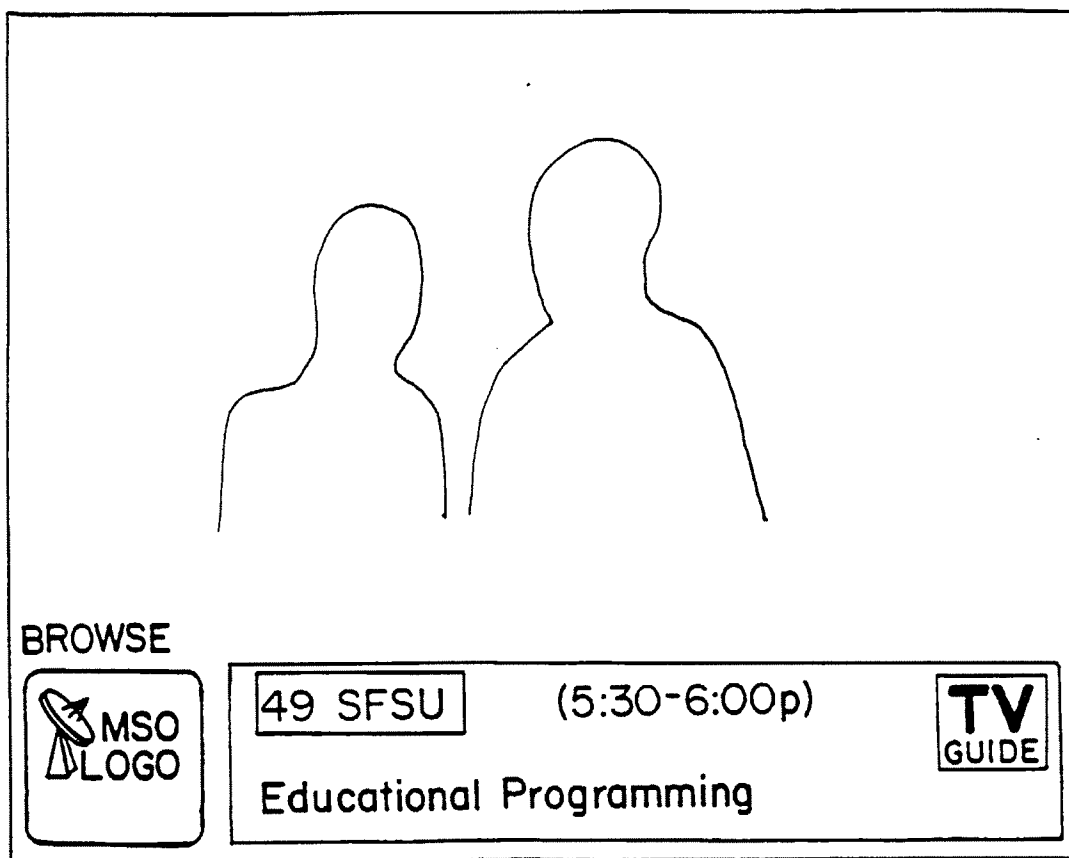 BROWSE
MSO
LOGO
49 SFSU (5:30-6:00p)
TV
GUIDE
Educational Programming